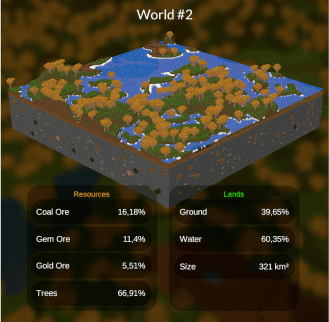 World #2
Resources
Coal Ore 16,18%
Gem Ore 11,4%
Gold Ore 5,51%
Trees 66,91%
Lands
Ground 39,65%
Water 60,35%
Size 321 km²